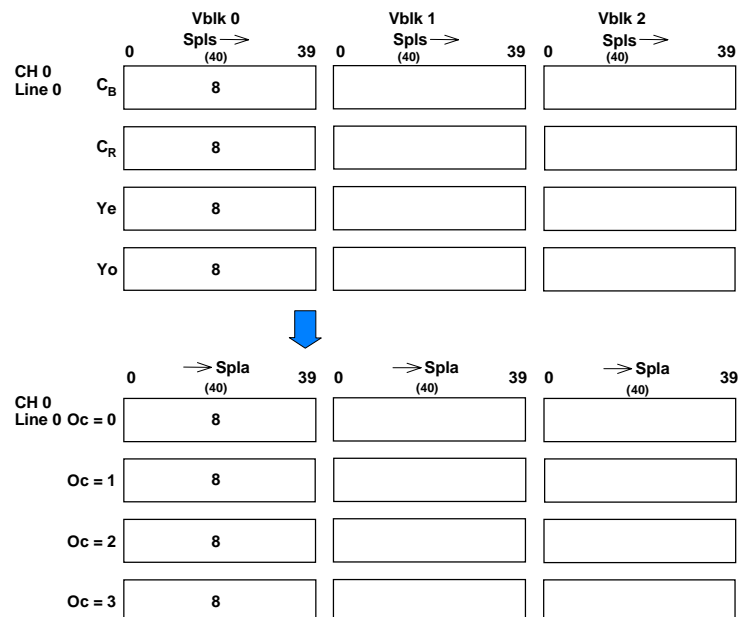 Vblk 0 Vblk 1 Vblk 2
Spls Spls Spls
0 (40) 39 0 (40) 39 0 (40) 39
CH 0
Line 0 CB 8
CR 8
Ye 8
Yo 8
Spla Spla Spla
0 (40) 39 0 (40) 39 0 (40) 39
CH 0
Line 0 Oc = 0 8
Oc = 1 8
Oc = 2 8
Oc = 3 8